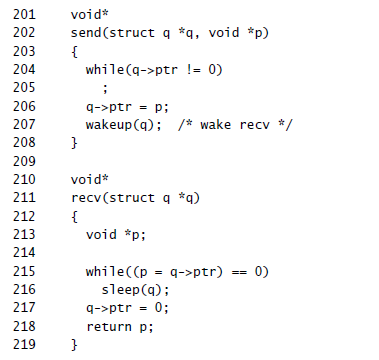 201 void*
202 send(struct q *q, void *p)
203 {
204 while(q->ptr != 0)
205 ;
206 q->ptr = p;
207 wakeup(q); /* wake recv */
208 }
209
210 void*
211 recv(struct q *q)
212 {
213 void *p;
214
215 while((p = q->ptr) == 0)
216 sleep(q);
217 q->ptr = 0;
218 return p;
219 }